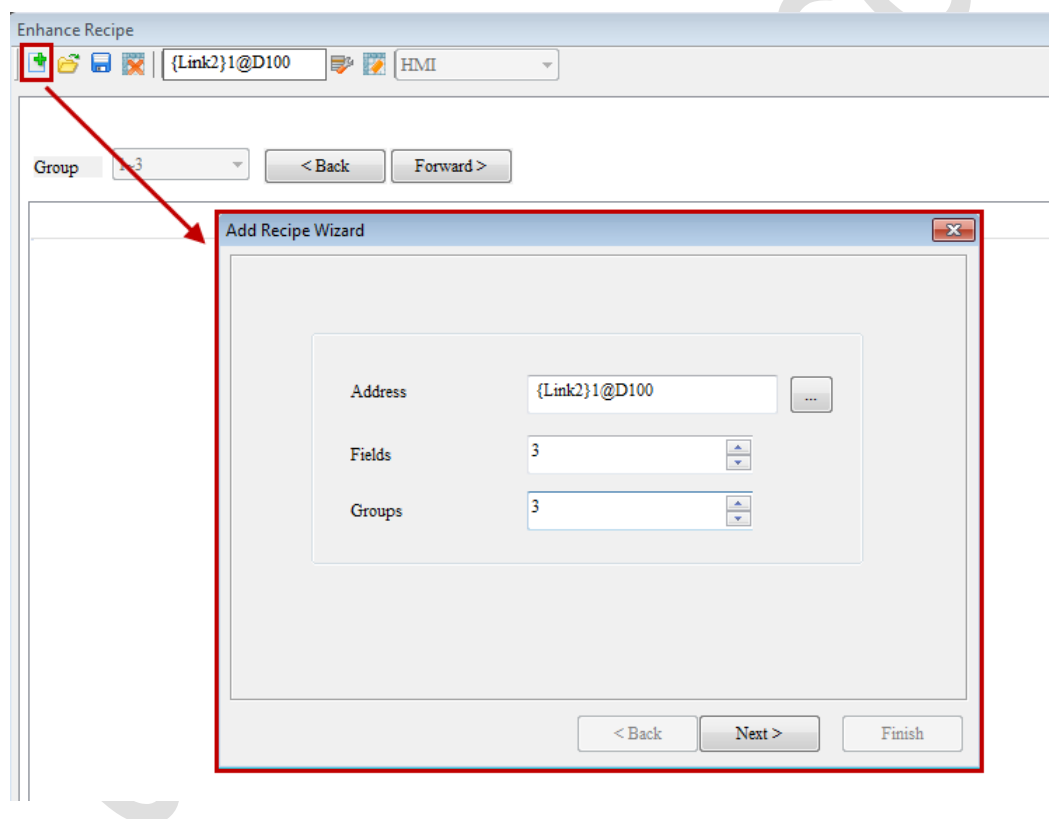 Enhance Recipe
{Link2}1@D100 HMI
Group < Back Forward >
Add Recipe Wizard
Address {Link2}1@D100 ...
Fields 3
Groups 3
< Back Next > Finish